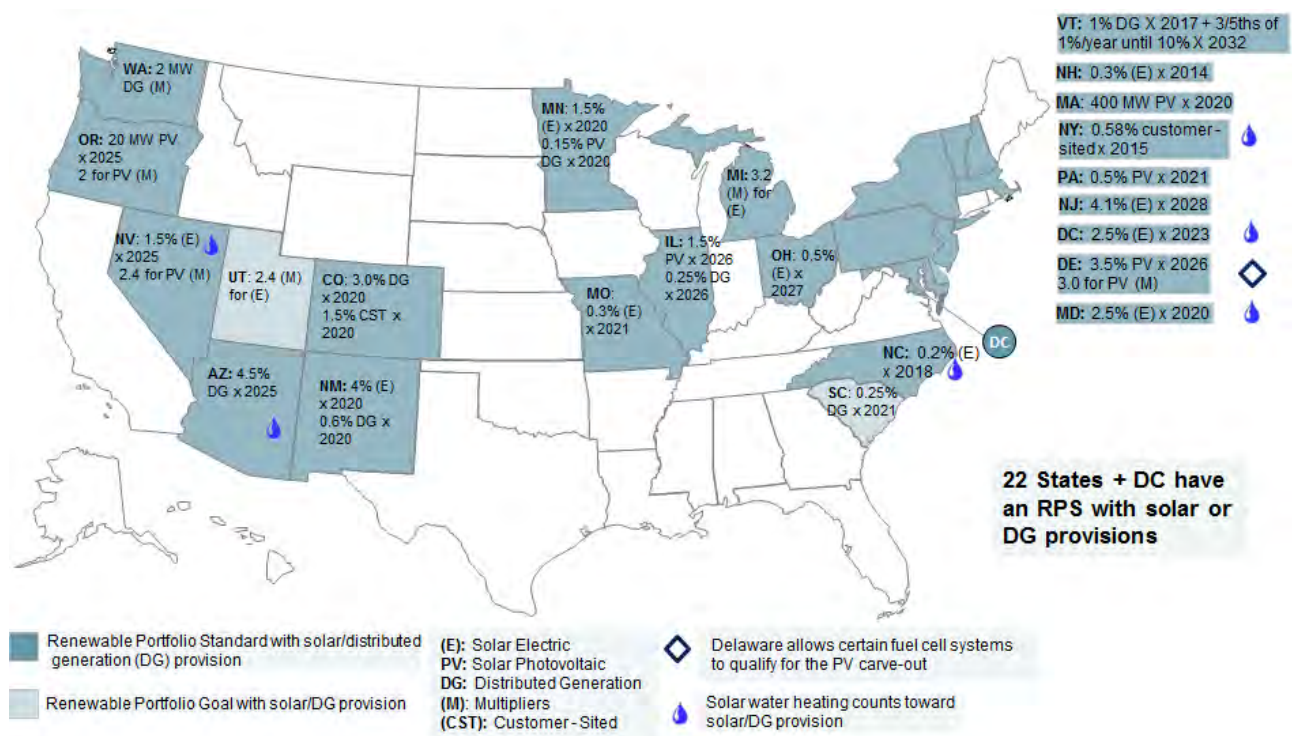 WA: 2 MW
DG (M)
OR: 20 MW PV
x 2025
2 for PV (M)
NV: 1.5% (E)
x 2025
2.4 for PV (M)
UT: 2.4 (M)
for (E)
CO: 3.0% DG
x 2020
1.5% CST x
2020
AZ: 4.5%
DG x 2025
NM: 4% (E)
x 2020
0.6% DG x
2020
MN: 1.5%
(E) x 2020
0.15% PV
DG x 2020
MO:
0.3% (E)
x 2021
IL: 1.5%
PV x 2026
0.25% DG
x 2026
MI: 3.2
(M) for
(E)
OH: 0.5%
(E) x
2027
NC: 0.2% (E)
x 2018
SC: 0.25%
DG x 2021
DC
VT: 1% DG X 2017 + 3/5ths of
1%/year until 10% X 2032
NH: 0.3% (E) x 2014
MA: 400 MW PV x 2020
NY: 0.58% customer-
sited x 2015
PA: 0.5% PV x 2021
NJ: 4.1% (E) x 2028
DC: 2.5% (E) x 2023
DE: 3.5% PV x 2026
3.0 for PV (M)
MD: 2.5% (E) x 2020
22 States + DC have
an RPS with solar or
DG provisions
Renewable Portfolio Standard with solar/distributed
generation (DG) provision
Renewable Portfolio Goal with solar/DG provision
(E): Solar Electric
PV: Solar Photovoltaic
DG: Distributed Generation
(M): Multipliers
(CST): Customer-Sited
Delaware allows certain fuel cell systems
to qualify for the PV carve-out
Solar water heating counts toward
solar/DG provision